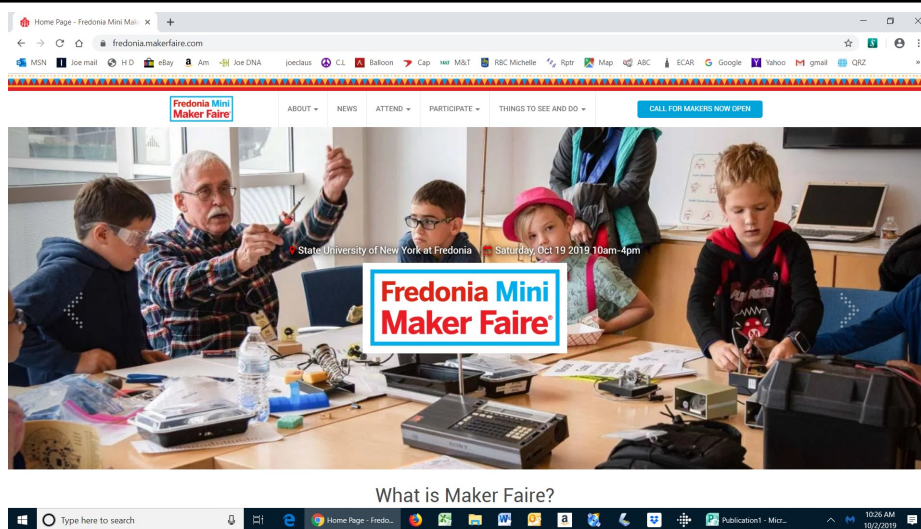 Home Page - Fredonia Mini Mak
fredonia.makerfaire.com
MSN Joe mail H D eBay Am Joe DNA joeclaus C.L Balloon Cap M&T RBC Michelle Rptr Map ABC ECAR Google Yahoo gmail QRZ
Fredonia Mini
Maker Faire
ABOUT NEWS ATTEND PARTICIPATE THINGS TO SEE AND DO CALL FOR MAKERS NOW OPEN
State University of New York at Fredonia Saturday, Oct 19 2019 10am-4pm
Fredonia Mini
Maker Faire®
SONY
What is Maker Faire?
Type here to search Home Page - Fredo... Publication1 - Micr... 10:26 AM
10/2/2019